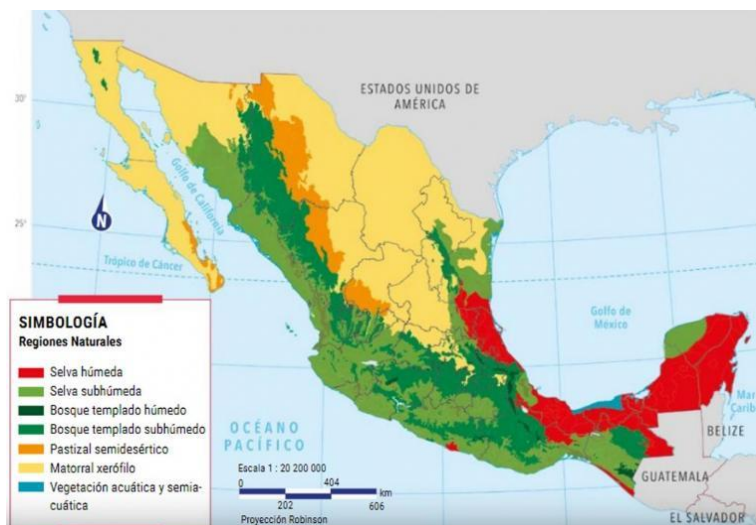 ESTADOS UNIDOS DE
AMÉRICA
30'
25'
Golfo de California
N
Trópico de Cáncer
Golfo de
México
Mar
Carib
BELIZE
GUATEMALA
EL SALVADOR
OCÉANO
PACÍFICO
SIMBOLOGÍA
Regiones Naturales
Selva húmeda
Selva subhúmeda
Bosque templado húmedo
Bosque templado subhúmedo
Pastizal semidesértico
Matorral xerófilo
Vegetación acuática y semia-
cuática
Escala 1 : 20 200 000
0 404
km
202 606
Proyección Robinson